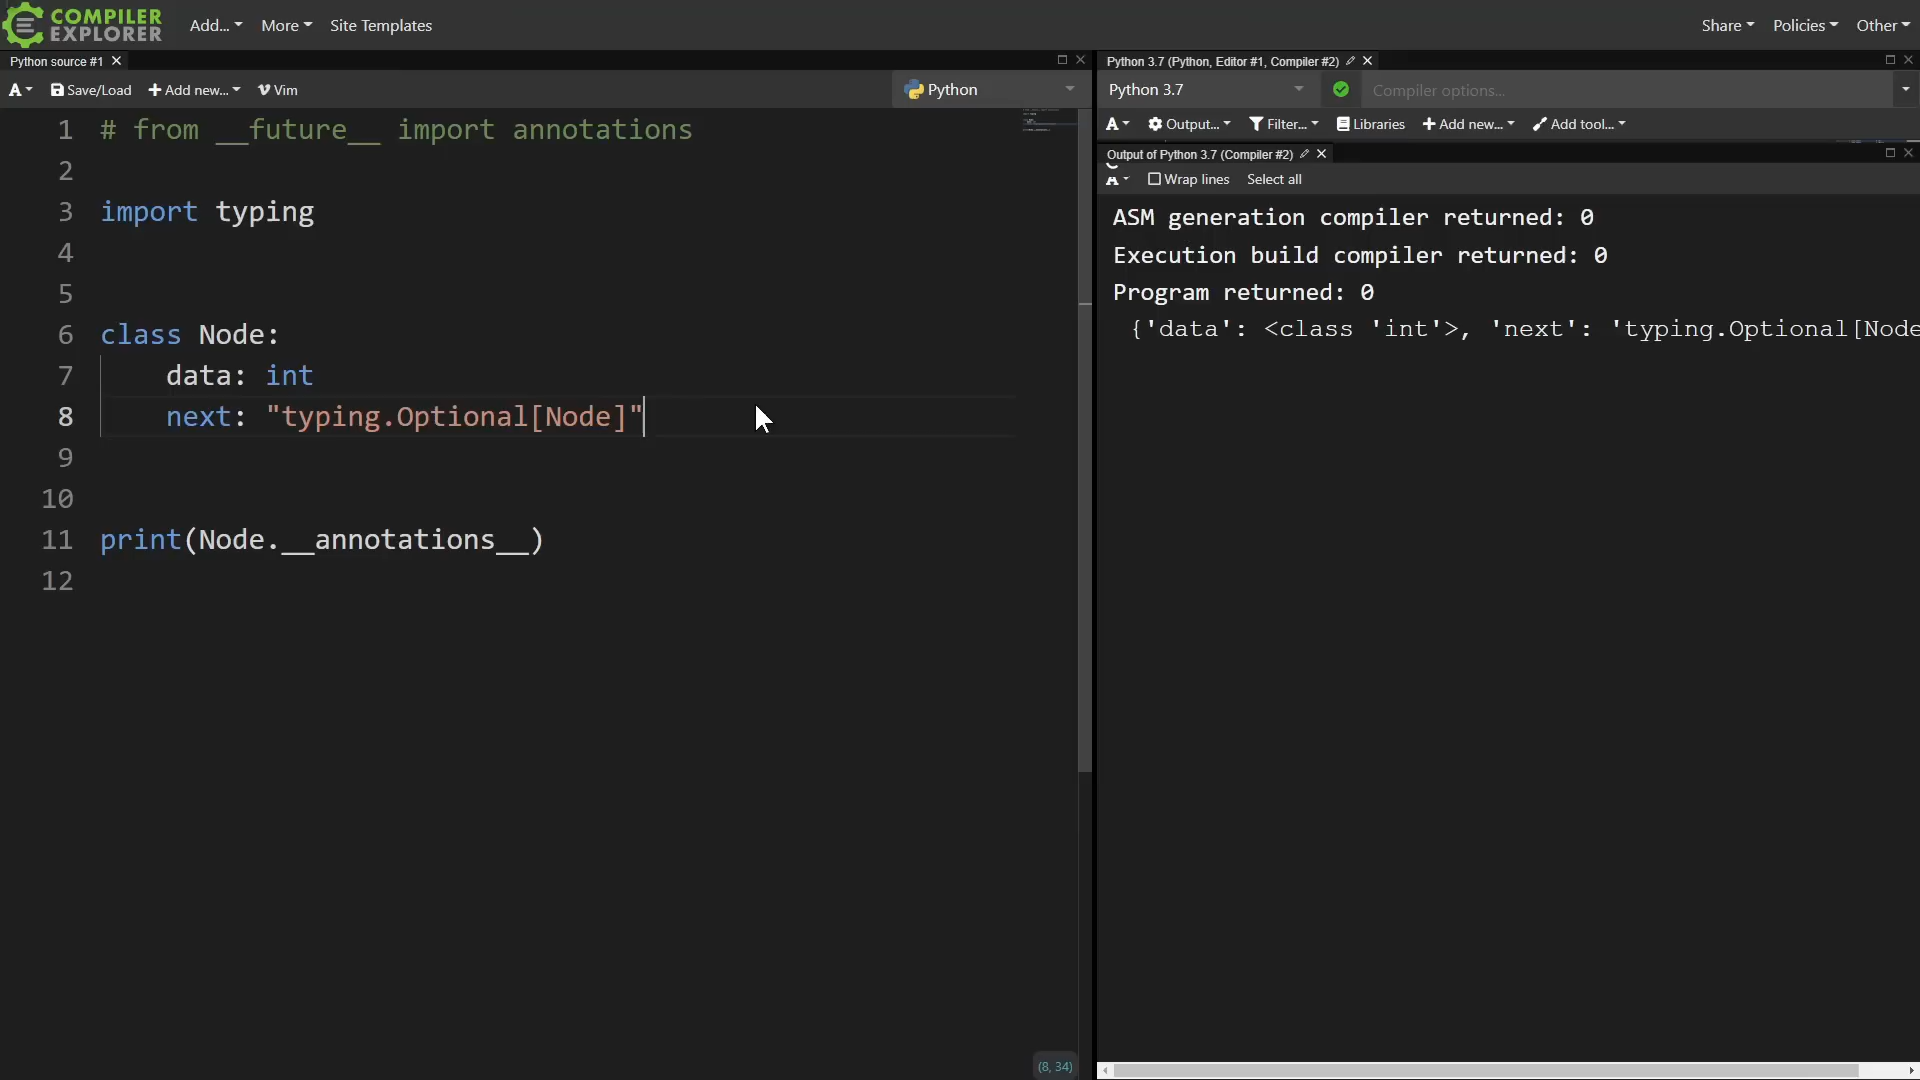 COMPILER EXPLORER Add... More Site Templates Share Policies Other
Python source #1
A Save/Load + Add new... Vim Python
1 # from __future__ import annotations
2
3 import typing
4
5
6 class Node:
7 data: int
8 next: "typing.Optional[Node]"
9
10
11 print(Node.__annotations__)
12
(8, 34)
Python 3.7 (Python, Editor #1, Compiler #2)
Python 3.7 Compiler options...
A Output... Filter... Libraries + Add new... Add tool...
Output of Python 3.7 (Compiler #2)
A Wrap lines Select all
ASM generation compiler returned: 0
Execution build compiler returned: 0
Program returned: 0
{'data': <class 'int'>, 'next': 'typing.Optional[Node